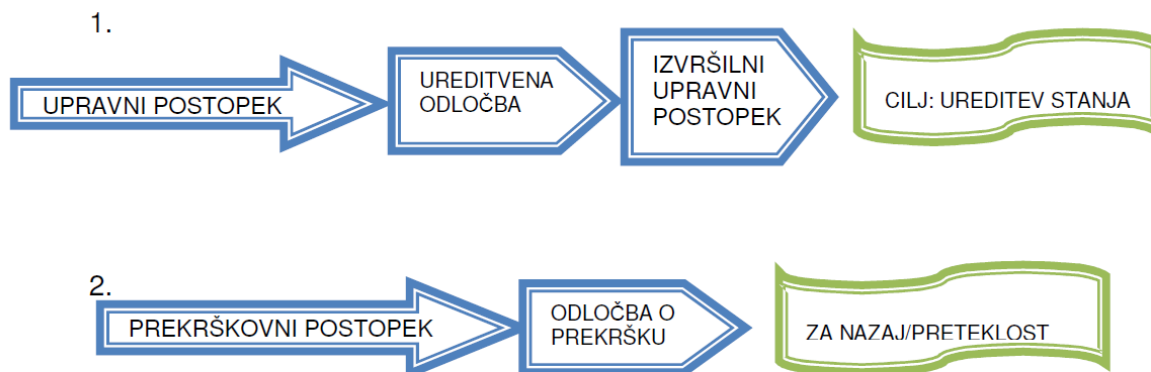 1.
UPRAVNI POSTOPEK
UREDITVENA
ODLOČBA
IZVRŠILNI
UPRAVNI
POSTOPEK
CILJ: UREDITEV STANJA
2.
PREKRŠKOVNI POSTOPEK
ODLOČBA O
PREKRŠKU
ZA NAZAJ/PRETEKLOST